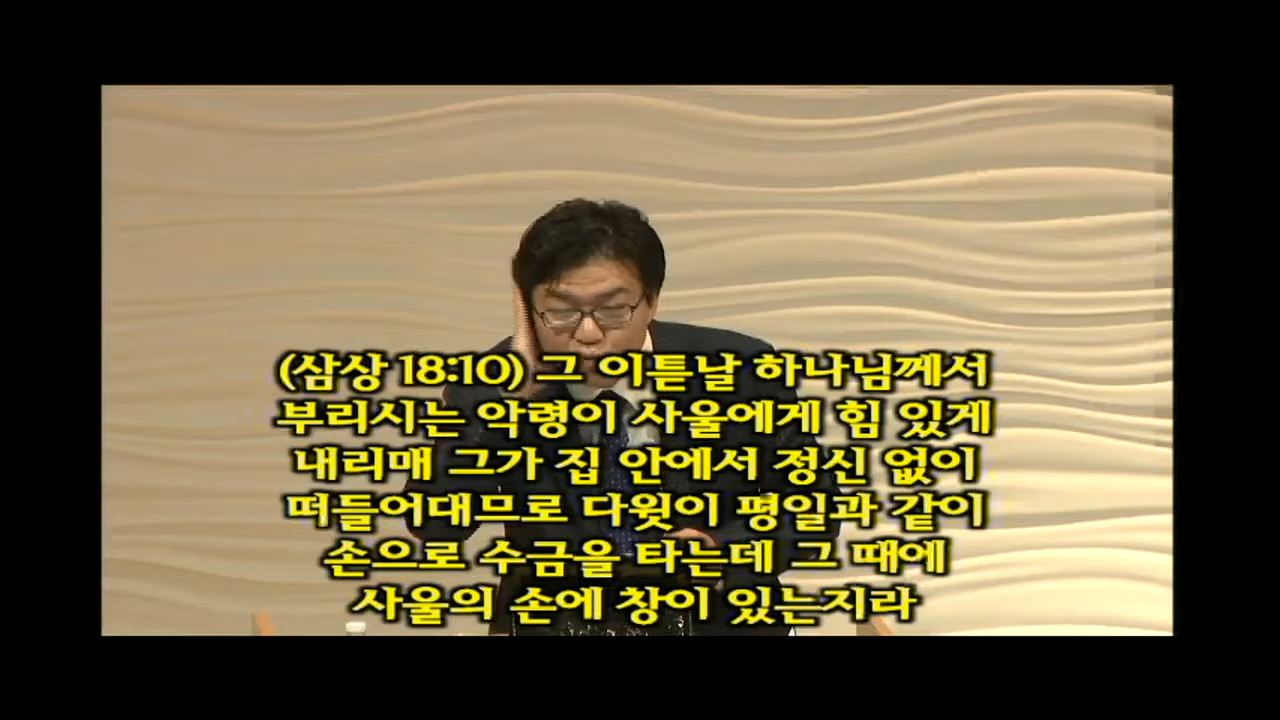 (삼상 18:10) 그 이튿날 하나님께서
부리시는 악령이 사울에게 힘 있게
내리매 그가 집 안에서 정신 없이
떠들어대므로 다윗이 평일과 같이
손으로 수금을 타는데 그 때에
사울의 손에 창이 있는지라